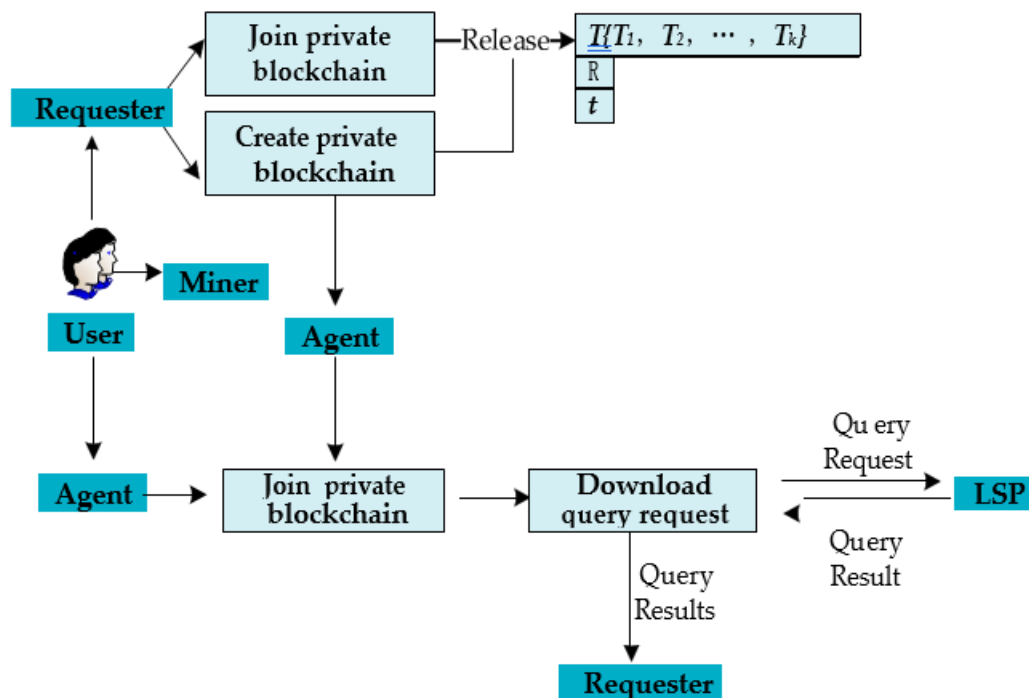 Join private
blockchain
Release
T{T1, T2, ···, Tk}
R
t
Requester
Create private
blockchain
Miner
User
Agent
Agent
Join private
blockchain
Download
query request
Qu ery
Request
LSP
Query
Result
Query
Results
Requester